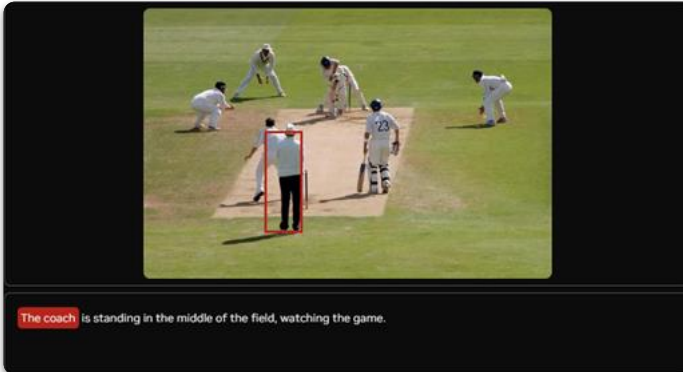 23
The coach is standing in the middle of the field, watching the game.